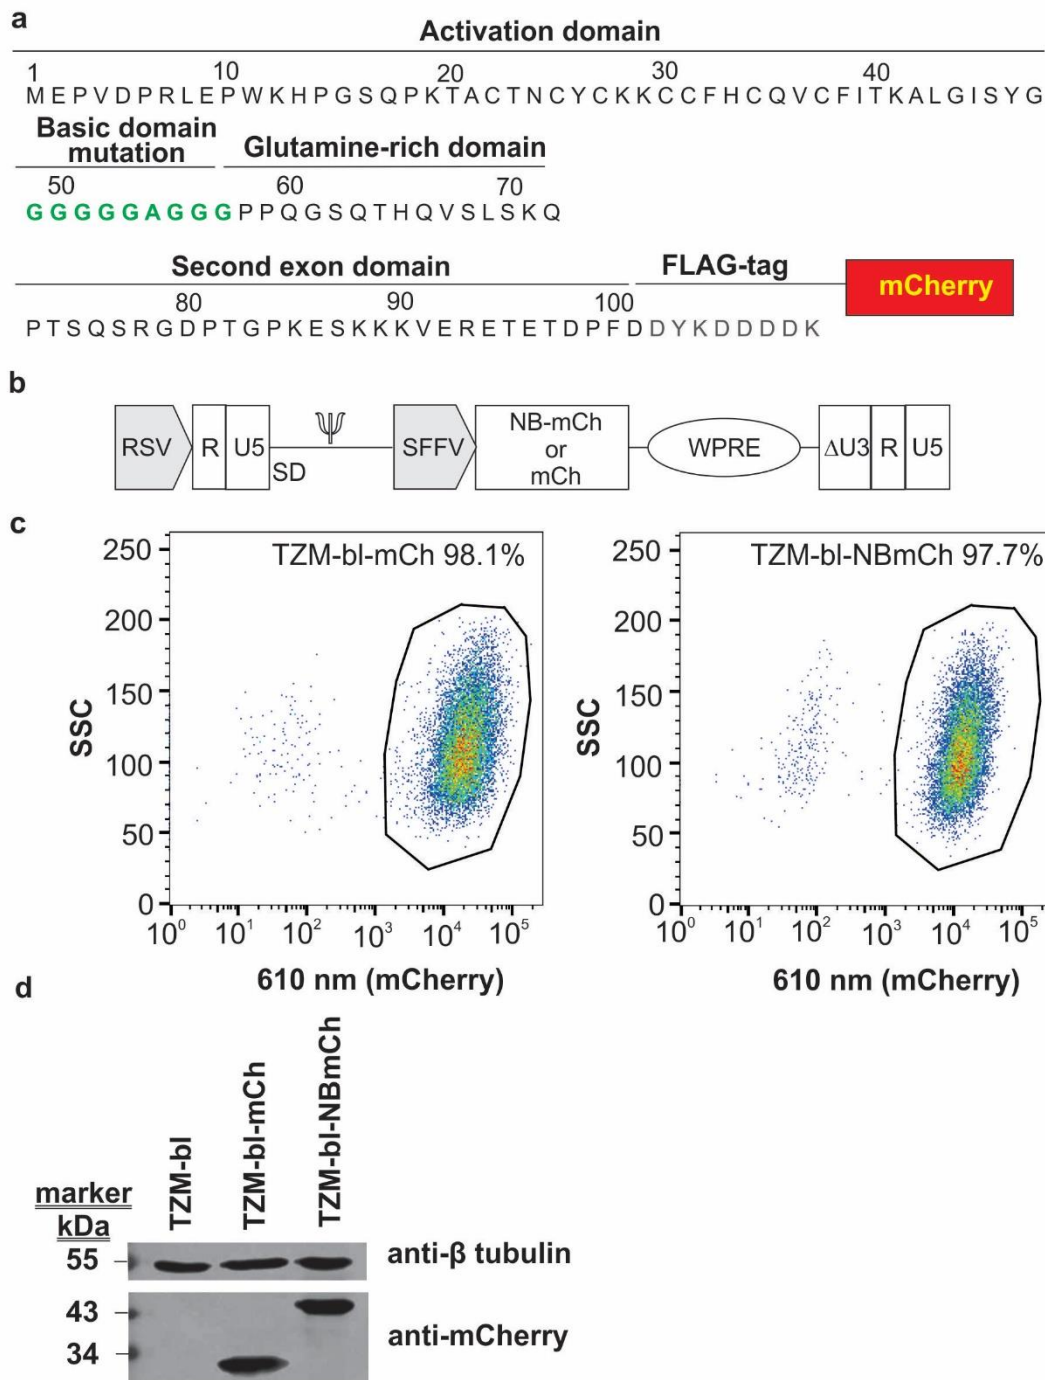 a
Activation domain
1 10 20 30 40
M E P V D P R L E P W K H P G S Q P K T A C T N C Y C K K C C F H C Q V C F I T K A L G I S Y G
Basic domain
mutation
Glutamine-rich domain
50 60 70
G G G G G A G G G P P Q G S Q T H Q V S L S K Q
Second exon domain
FLAG-tag
mCherry
80 90 100
P T S Q S R G D P T G P K E S K K K V E R E T E T D P F D D Y K D D D D K
b
RSV R U5 SD Ψ SFFV
NB-mCh
or
mCh
WPRE ΔU3 R U5
c
TZM-bl-mCh 98.1%
250
200
150
100
50
0
SSC
10⁰ 10¹ 10² 10³ 10⁴ 10⁵
610 nm (mCherry)
TZM-bl-NBmCh 97.7%
250
200
150
100
50
0
SSC
10⁰ 10¹ 10² 10³ 10⁴ 10⁵
610 nm (mCherry)
d
TZM-bl
TZM-bl-mCh
TZM-bl-NBmCh
marker
kDa
55
anti-β tubulin
43
34
anti-mCherry